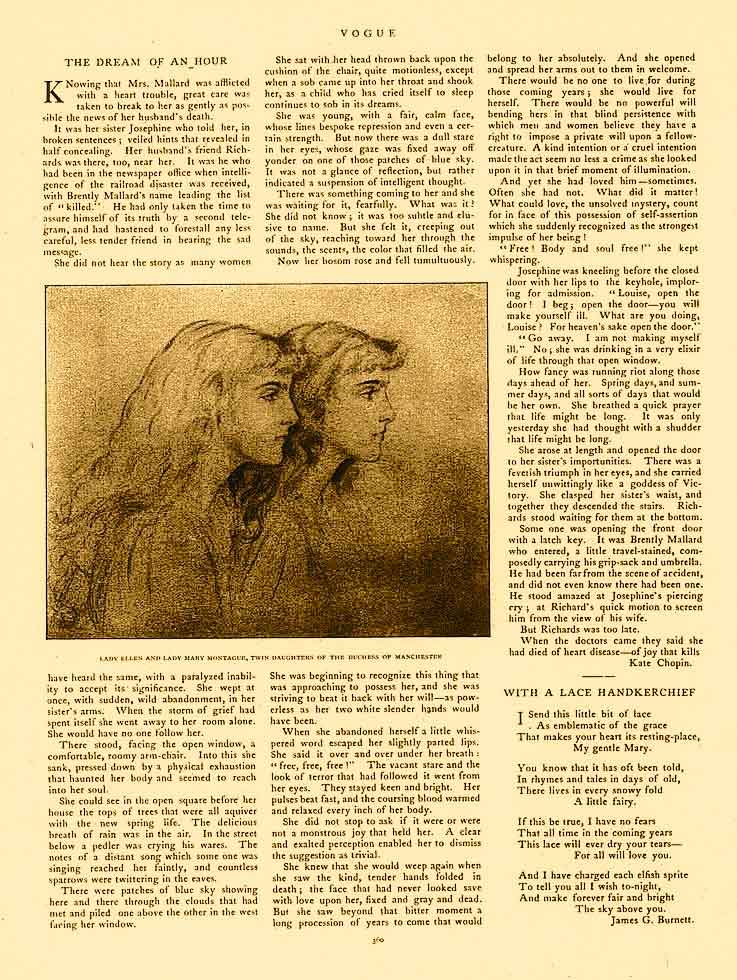 VOGUE
THE DREAM OF AN HOUR
KNowing that Mrs. Mallard was afflicted
with a heart trouble, great care was
taken to break to her as gently as pos-
sible the news of her husband's death.
It was her sister Josephine who told her, in
broken sentences ; veiled hints that revealed in
half concealing. Her husband's friend Rich-
ards was there, too, near her. It was he who
had been in the newspaper office when intelli-
gence of the railroad disaster was received,
with Brently Mallard's name leading the list
of "killed." He had only taken the time to
assure himself of its truth by a second tele-
gram, and had hastened to forestall any less
careful, less tender friend in bearing the sad
message.
She did not hear the story as many women
have heard the same, with a paralyzed inabil-
ity to accept its significance. She wept at
once, with sudden, wild abandonment, in her
sister's arms. When the storm of grief had
spent itself she went away to her room alone.
She would have no one follow her.
There stood, facing the open window, a
comfortable, roomy arm-chair. Into this she
sank, pressed down by a physical exhaustion
that haunted her body and seemed to reach
into her soul.
She could see in the open square before her
house the tops of trees that were all aquiver
with the new spring life. The delicious
breath of rain was in the air. In the street
below a pedler was crying his wares. The
notes of a distant song which some one was
singing reached her faintly, and countless
sparrows were twittering in the eaves.
There were patches of blue sky showing
here and there through the clouds that had
met and piled one above the other in the west
facing her window.
She sat with her head thrown back upon the
cushion of the chair, quite motionless, except
when a sob came up into her throat and shook
her, as a child who has cried itself to sleep
continues to sob in its dreams.
She was young, with a fair, calm face,
whose lines bespoke repression and even a cer-
tain strength. But now there was a dull stare
in her eyes, whose gaze was fixed away off
yonder on one of those patches of blue sky.
It was not a glance of reflection, but rather
indicated a suspension of intelligent thought.
There was something coming to her and she
was waiting for it, fearfully. What was it ?
She did not know ; it was too subtle and elu-
sive to name. But she felt it, creeping out
of the sky, reaching toward her through the
sounds, the scents, the color that filled the air.
Now her bosom rose and fell tumultuously.
She was beginning to recognize this thing that
was approaching to possess her, and she was
striving to beat it back with her will—as pow-
erless as her two white slender hands would
have been.
When she abandoned herself a little whis-
pered word escaped her slightly parted lips.
She said it over and over under her breath :
"free, free, free !" The vacant stare and the
look of terror that had followed it went from
her eyes. They stayed keen and bright. Her
pulses beat fast, and the coursing blood warmed
and relaxed every inch of her body.
She did not stop to ask if it were or were
not a monstrous joy that held her. A clear
and exalted perception enabled her to dismiss
the suggestion as trivial.
She knew that she would weep again when
she saw the kind, tender hands folded in
death ; the face that had never looked save
with love upon her, fixed and gray and dead.
But she saw beyond that bitter moment a
long procession of years to come that would
belong to her absolutely. And she opened
and spread her arms out to them in welcome.
There would be no one to live for during
those coming years ; she would live for
herself. There would be no powerful will
bending hers in that blind persistence with
which men and women believe they have a
right to impose a private will upon a fellow-
creature. A kind intention or a cruel intention
made the act seem no less a crime as she looked
upon it in that brief moment of illumination.
And yet she had loved him—sometimes.
Often she had not. What did it matter !
What could love, the unsolved mystery, count
for in face of this possession of self-assertion
which she suddenly recognized as the strongest
impulse of her being !
"Free ! Body and soul free !" she kept
whispering.
Josephine was kneeling before the closed
door with her lips to the keyhole, implor-
ing for admission. "Louise, open the
door ! I beg ; open the door—you will
make yourself ill. What are you doing,
Louise ? For heaven's sake open the door."
"Go away. I am not making myself
ill." No ; she was drinking in a very elixir
of life through that open window.
How fancy was running riot along those
days ahead of her. Spring days, and sum-
mer days, and all sorts of days that would
be her own. She breathed a quick prayer
that life might be long. It was only
yesterday she had thought with a shudder
that life might be long.
She arose at length and opened the door
to her sister's importunities. There was a
feverish triumph in her eyes, and she carried
herself unwittingly like a goddess of Vic-
tory. She clasped her sister's waist, and
together they descended the stairs. Rich-
ards stood waiting for them at the bottom.
Some one was opening the front door
with a latch key. It was Brently Mallard
who entered, a little travel-stained, com-
posedly carrying his grip-sack and umbrella.
He had been far from the scene of accident,
and did not even know there had been one.
He stood amazed at Josephine's piercing
cry ; at Richard's quick motion to screen
him from the view of his wife.
But Richards was too late.
When the doctors came they said she
had died of heart disease—of joy that kills
Kate Chopin.
LADY ELLEN AND LADY MARY MONTAGUE, TWIN DAUGHTERS OF THE DUCHESS OF MANCHESTER
WITH A LACE HANDKERCHIEF
I Send this little bit of lace
As emblematic of the grace
That makes your heart its resting-place,
My gentle Mary.
You know that it has oft been told,
In rhymes and tales in days of old,
There lives in every snowy fold
A little fairy.
If this be true, I have no fears
That all time in the coming years
This lace will ever dry your tears—
For all will love you.
And I have charged each elfish sprite
To tell you all I wish to-night,
And make forever fair and bright
The sky above you.
James G. Burnett.
360